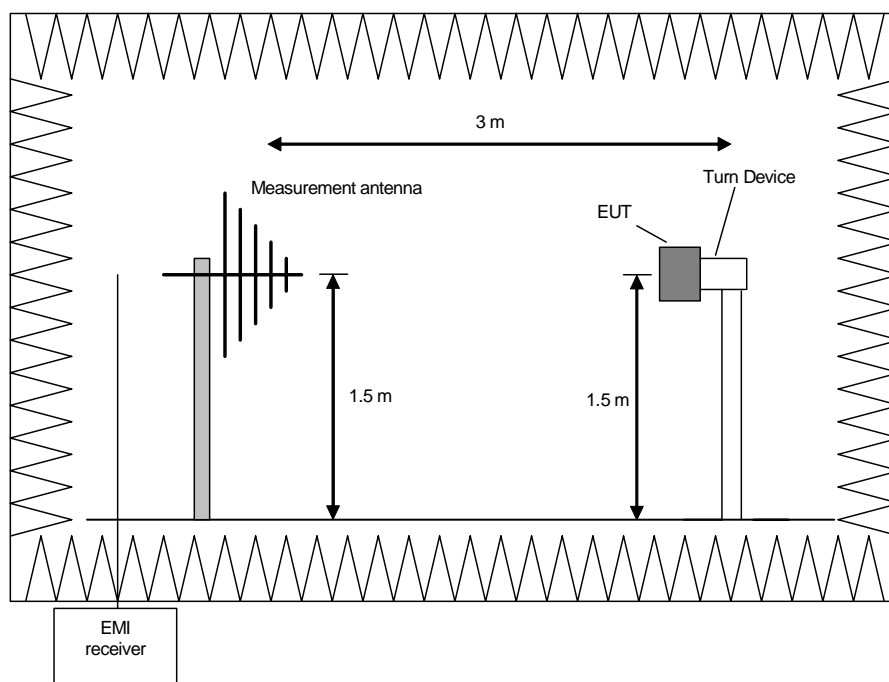 3 m
Measurement antenna
Turn Device
EUT
1.5 m
1.5 m
EMI
receiver